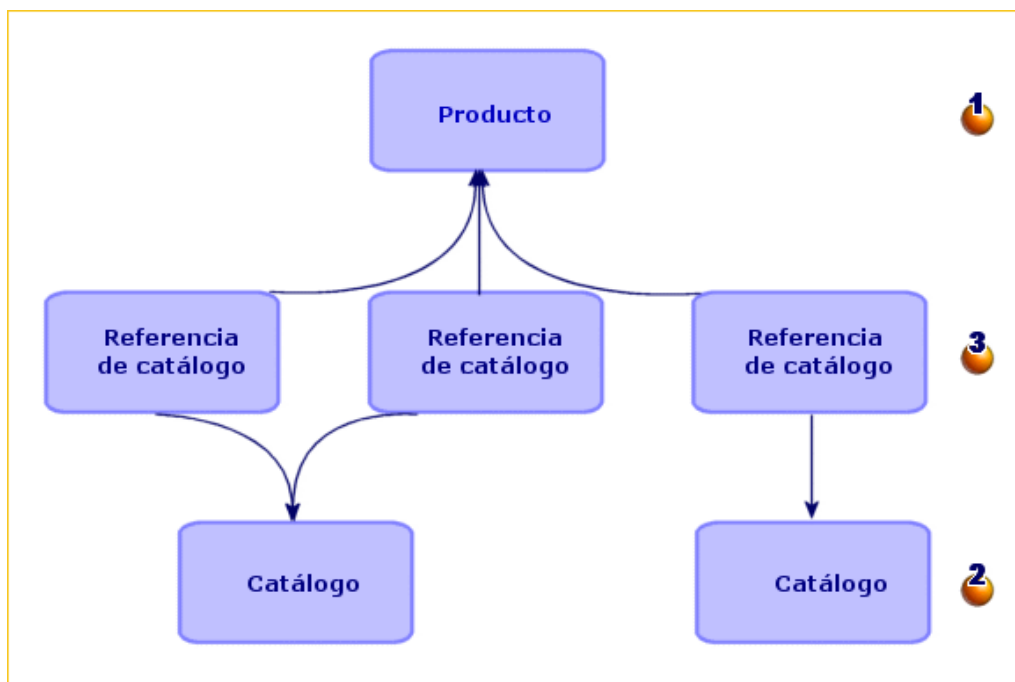 Producto
1
Referencia
de catálogo
Referencia
de catálogo
Referencia
de catálogo
3
Catálogo
Catálogo
2